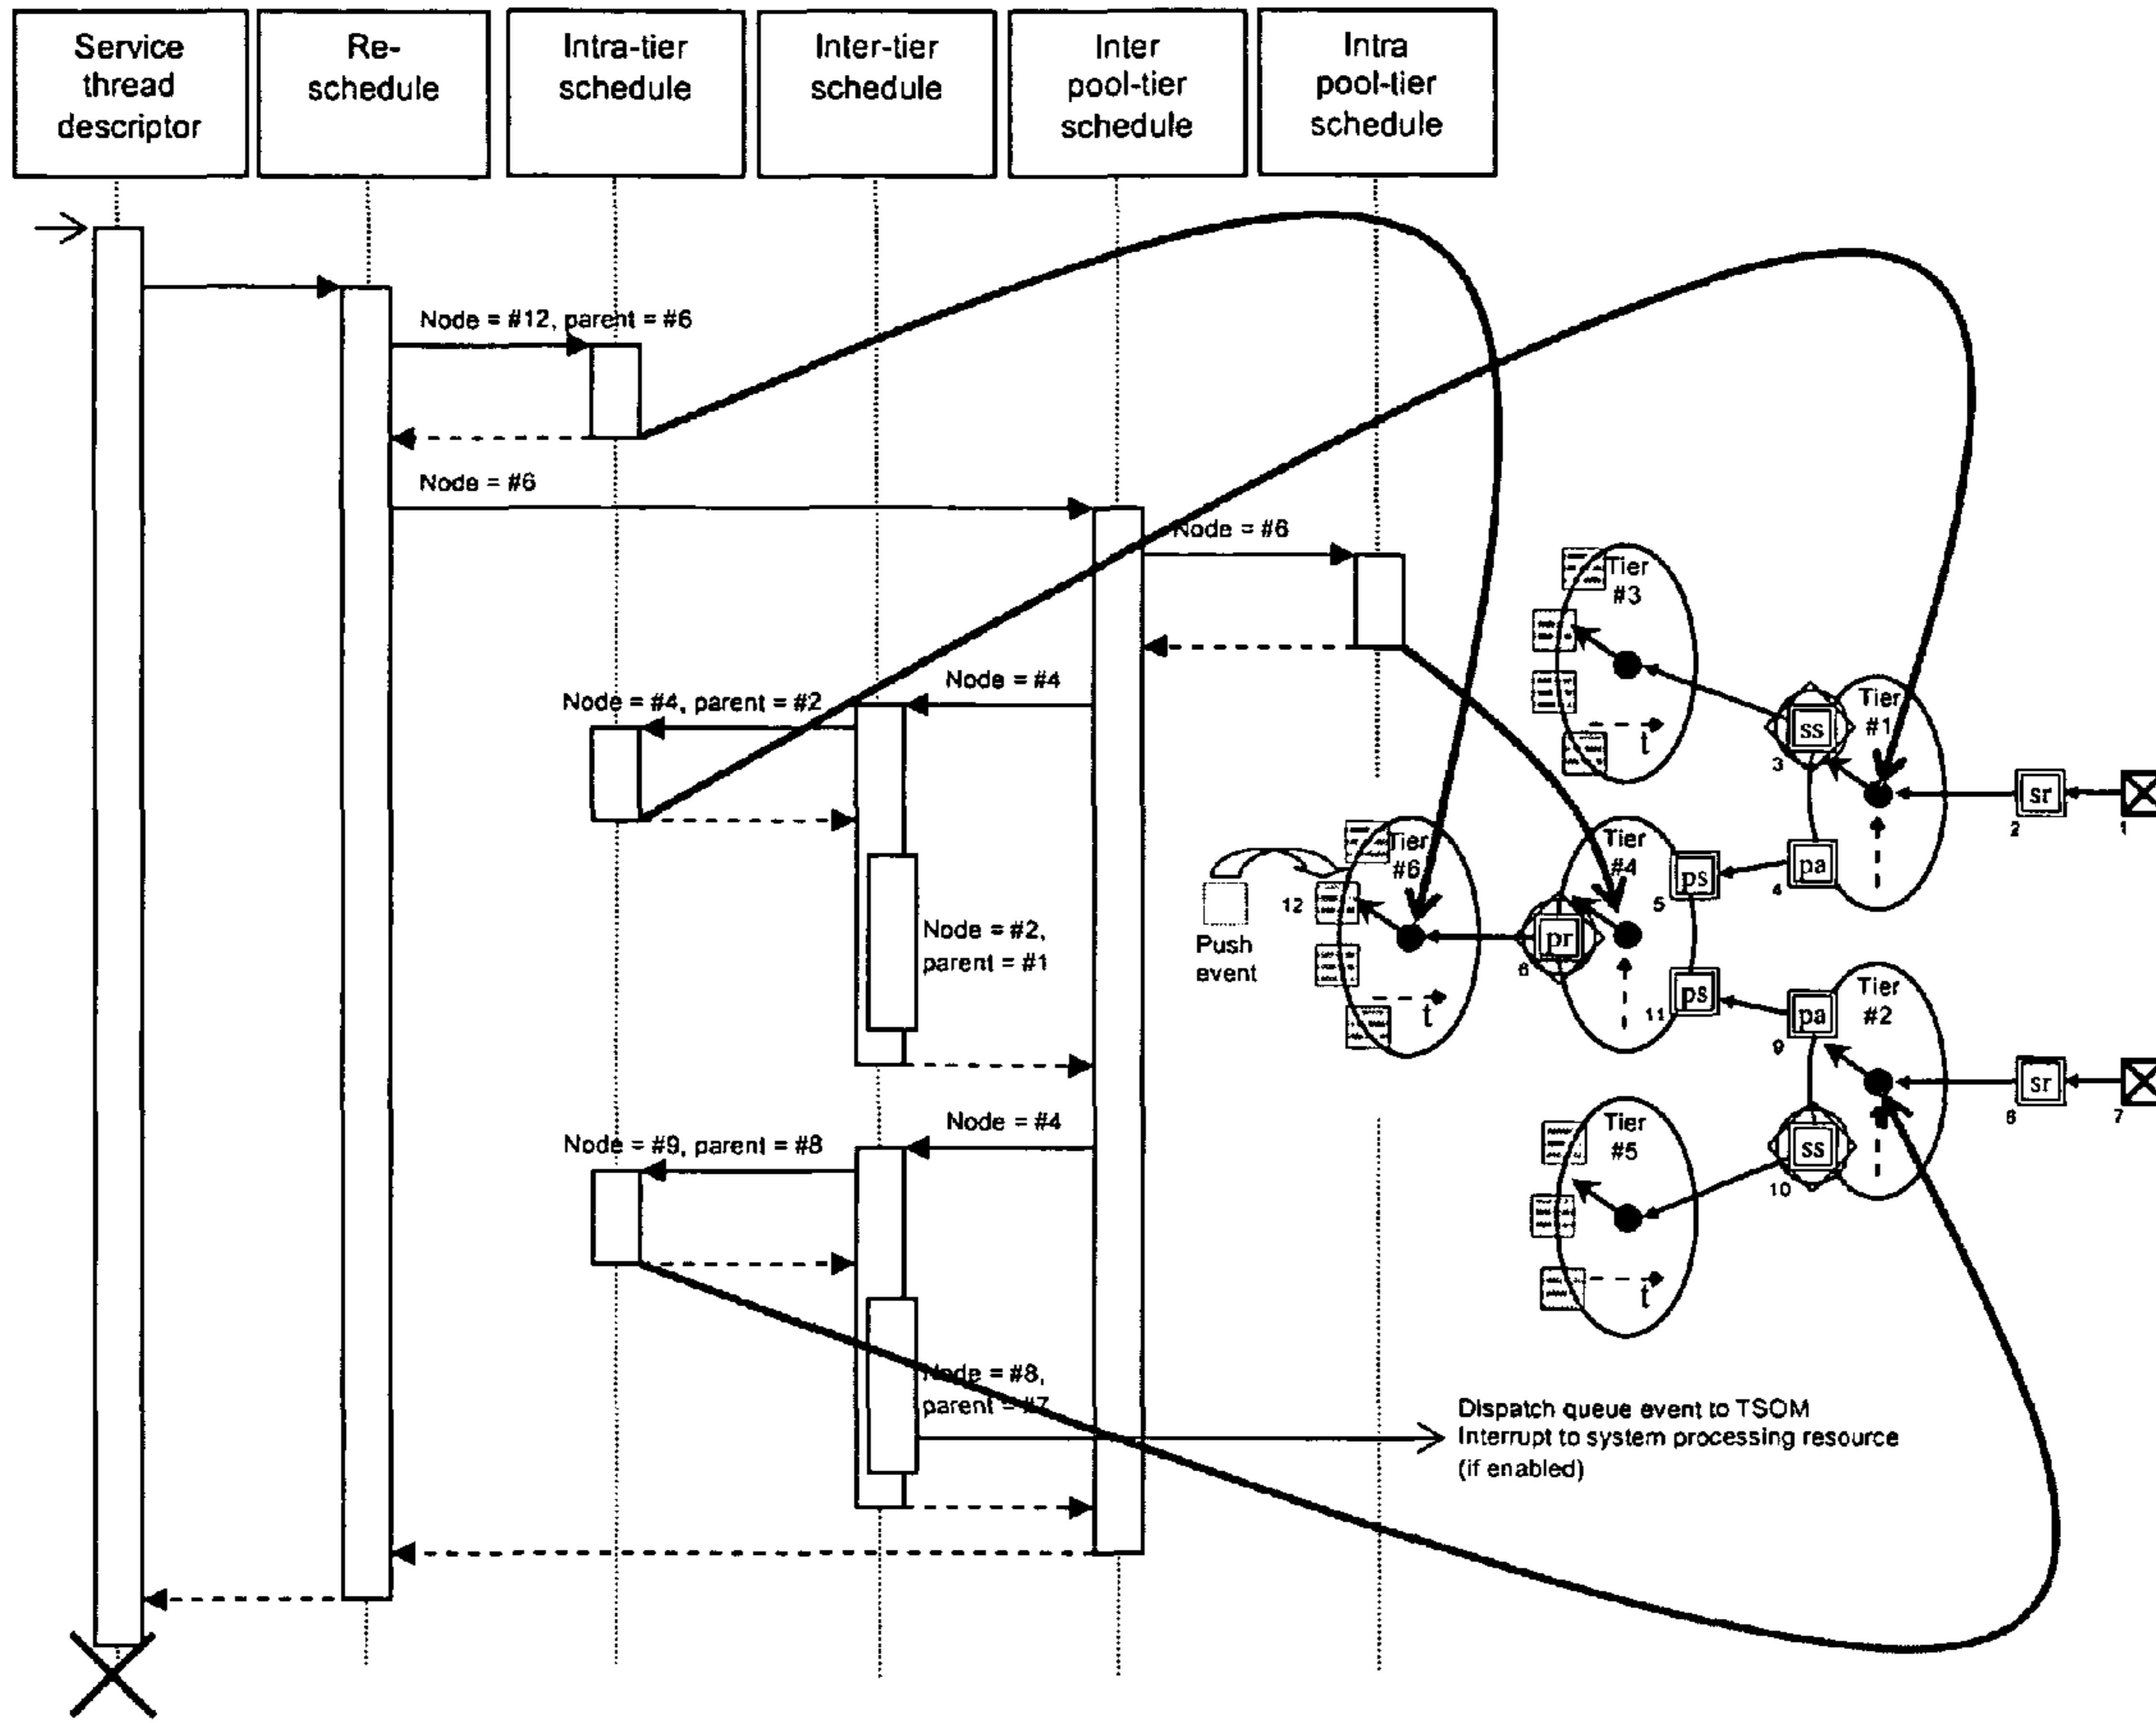 Service
thread
descriptor
Re-
schedule
Intra-tier
schedule
Inter-tier
schedule
Inter
pool-tier
schedule
Intra
pool-tier
schedule
Node = #12, parent = #6
Node = #6
Node = #6
Node = #4
Node = #4, parent = #2
Node = #2,
parent = #1
Node = #4
Node = #9, parent = #8
Node = #8,
parent = #7
Dispatch queue event to TSOM
Interrupt to system processing resource
(if enabled)
Tier
#3
t
Tier
#1
ss
3
sr
2
1
pa
4
Tier
#6
12
Push
event
t
Tier
#4
ps
5
pr
6
ps
11
Tier
#2
pa
9
sr
8
7
ss
10
Tier
#5
t